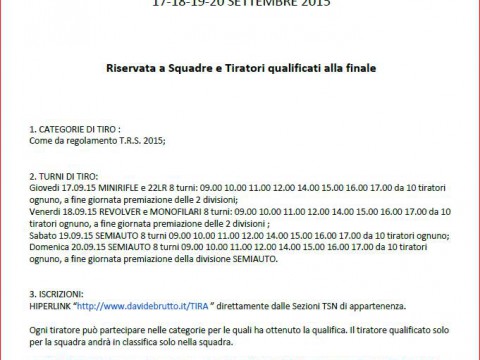 17-18-19-20 SETTEMBRE 2015
Riservata a Squadre e Tiratori qualificati alla finale
1. CATEGORIE DI TIRO :
Come da regolamento T.R.S. 2015;
2. TURNI DI TIRO:
Giovedi 17.09.15 MINIRIFLE e 22LR 8 turni: 09.00 10.00 11.00 12.00 14.00 15.00 16.00 17.00 da 10 tiratori
ognuno, a fine giornata premiazione delle 2 divisioni;
Venerdi 18.09.15 REVOLVER e MONOFILARI 8 turni: 09.00 10.00 11.00 12.00 14.00 15.00 16.00 17.00 da 10
tiratori ognuno, a fine giornata premiazione delle 2 divisioni ;
Sabato 19.09.15 SEMIAUTO 8 turni 09.00 10.00 11.00 12.00 14.00 15.00 16.00 17.00 da 10 tiratori ognuno;
Domenica 20.09.15 SEMIAUTO 8 turni 09.00 10.00 11.00 12.00 14.00 15.00 16.00 17.00 da 10 tiratori
ognuno, a fine giornata premiazione della divisione SEMIAUTO.
3. ISCRIZIONI:
HIPERLINK “http://www.davidebrutto.it/TIRA ” direttamente dalle Sezioni TSN di appartenenza.
Ogni tiratore può partecipare nelle categorie per le quali ha ottenuto la qualifica. Il tiratore qualificato solo
per la squadra andrà in classifica solo nella squadra.